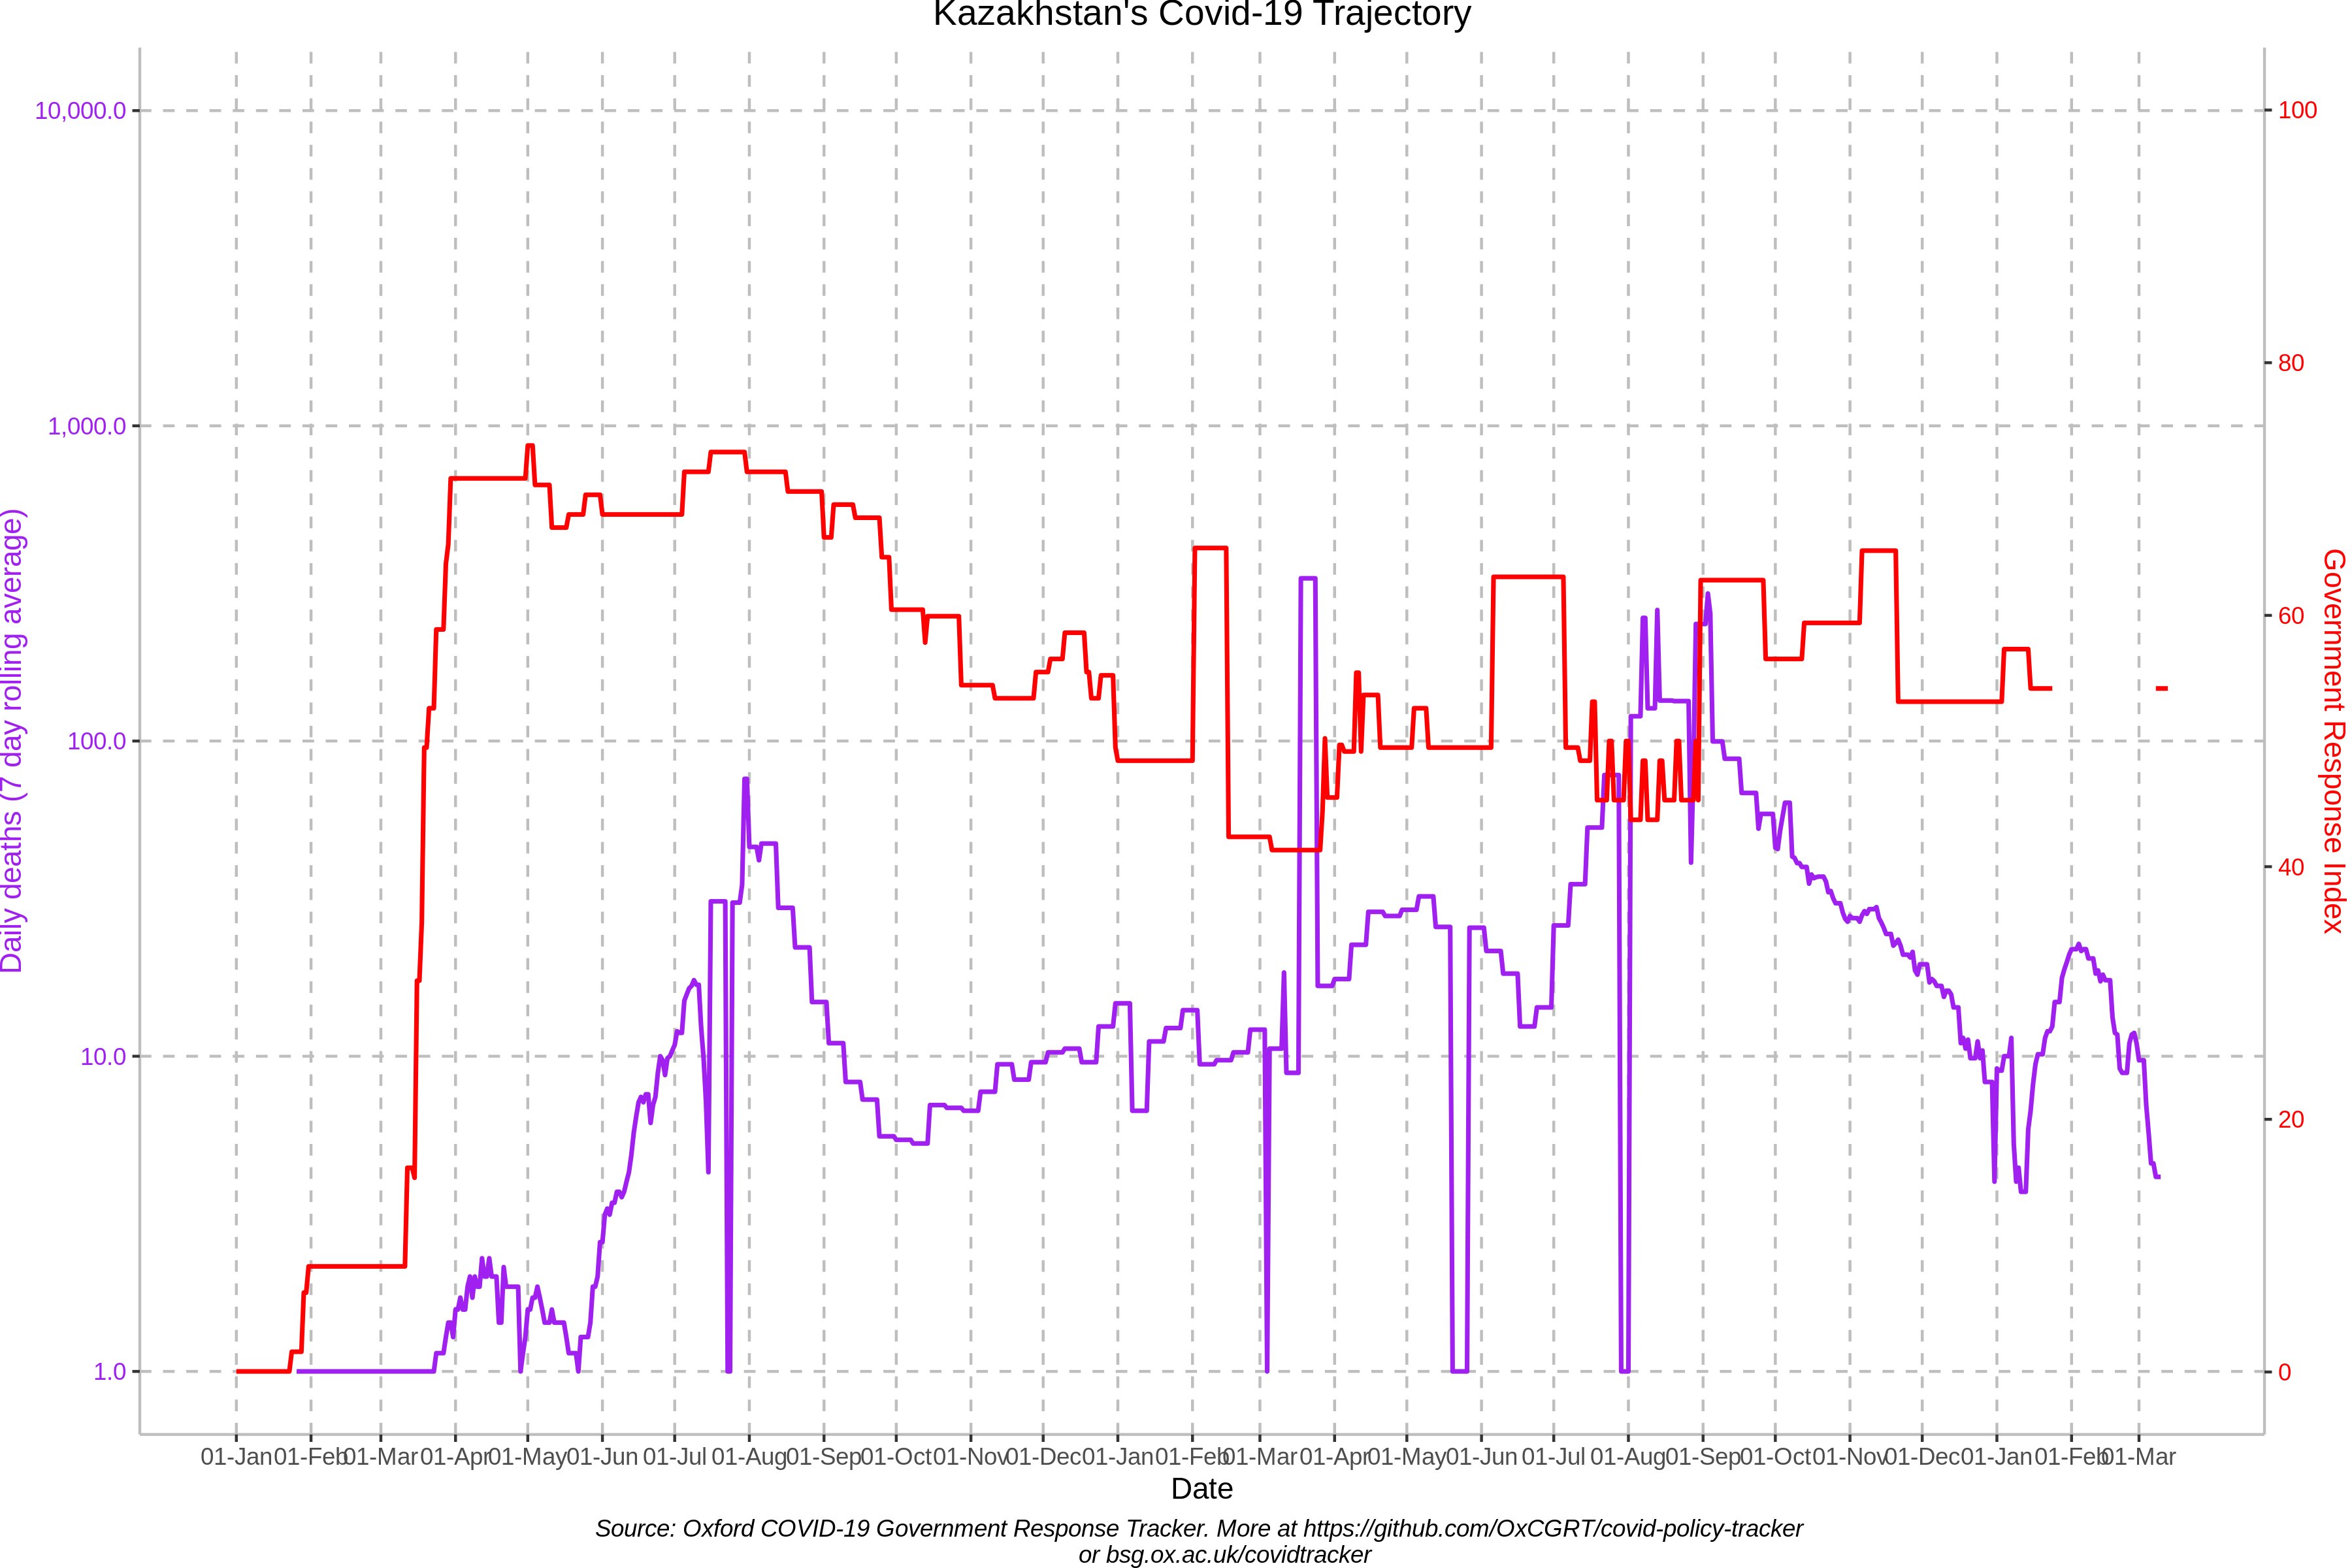 Kazakhstan's Covid-19 Trajectory
10,000.0
1,000.0
100.0
10.0
1.0
Daily deaths (7 day rolling average)
100
80
60
40
20
0
Government Response Index
01-Jan 01-Feb 01-Mar 01-Apr 01-May 01-Jun 01-Jul 01-Aug 01-Sep 01-Oct 01-Nov 01-Dec 01-Jan 01-Feb 01-Mar 01-Apr 01-May 01-Jun 01-Jul 01-Aug 01-Sep 01-Oct 01-Nov 01-Dec 01-Jan 01-Feb 01-Mar
Date
Source: Oxford COVID-19 Government Response Tracker. More at https://github.com/OxCGRT/covid-policy-tracker
or bsg.ox.ac.uk/covidtracker